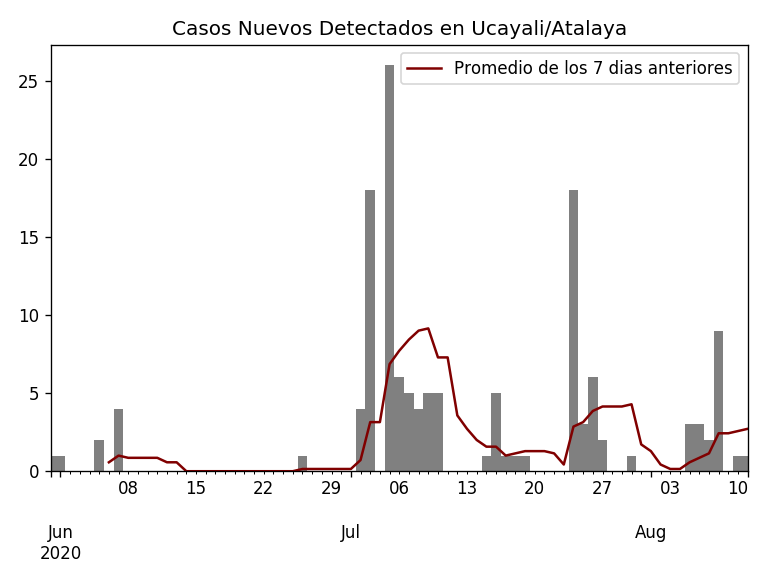 Casos Nuevos Detectados en Ucayali/Atalaya
Promedio de los 7 dias anteriores
25
20
15
10
5
0
08 15 22 29 06 13 20 27 03 10
Jun Jul Aug
2020